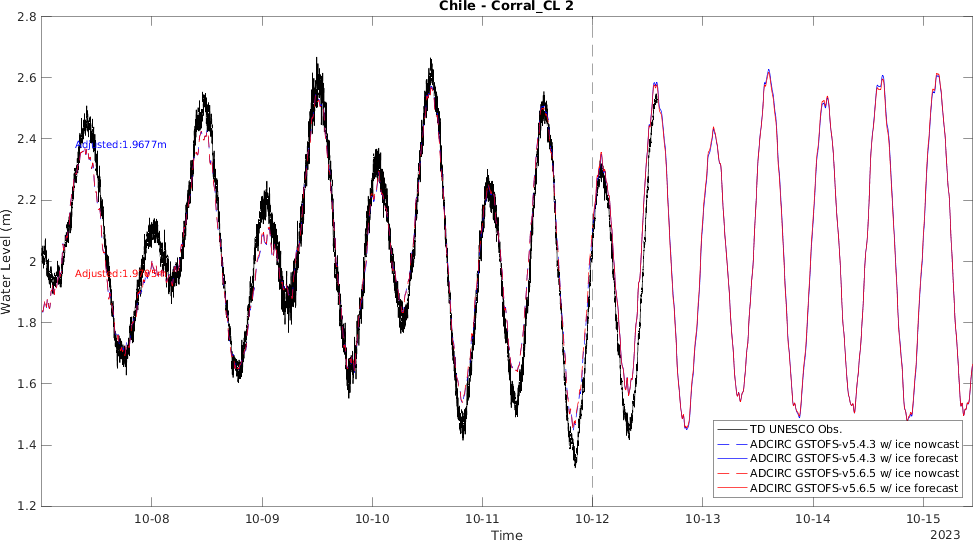 Chile - Corral_CL 2
2.8
2.6
2.4
2.2
2
1.8
1.6
1.4
1.2
Water Level (m)
Adjusted:1.9677m
TD UNESCO Obs.
ADCIRC GSTOFS-v5.4.3 w/ ice nowcast
ADCIRC GSTOFS-v5.4.3 w/ ice forecast
ADCIRC GSTOFS-v5.6.5 w/ ice nowcast
ADCIRC GSTOFS-v5.6.5 w/ ice forecast
10-08 10-09 10-10 10-11 10-12 10-13 10-14 10-15
Time
2023